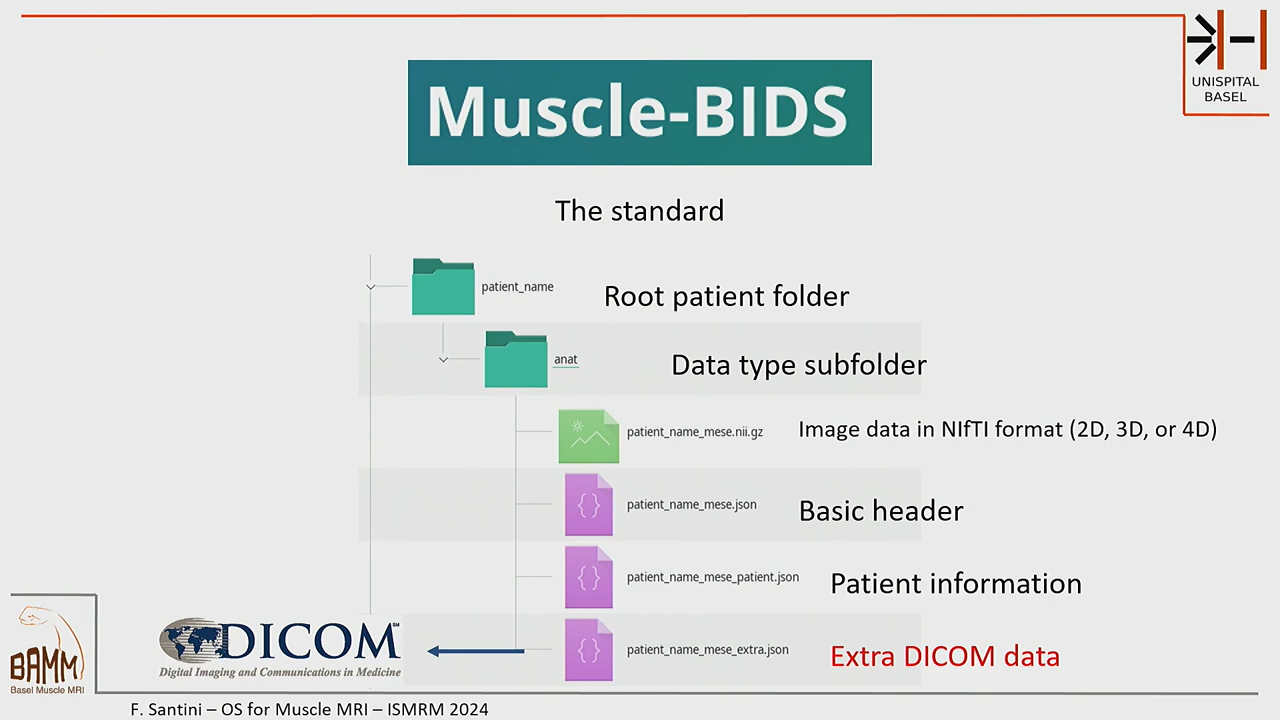 UNISPITAL
BASEL
Muscle-BIDS
The standard
patient_name
Root patient folder
anat
Data type subfolder
patient_name_mese.nii.gz
Image data in NIfTI format (2D, 3D, or 4D)
patient_name_mese.json
Basic header
patient_name_mese_patient.json
Patient information
patient_name_mese_extra.json
Extra DICOM data
DICOM SM
Digital Imaging and Communications in Medicine
BAMM
Basel Muscle MRI
F. Santini – OS for Muscle MRI – ISMRM 2024